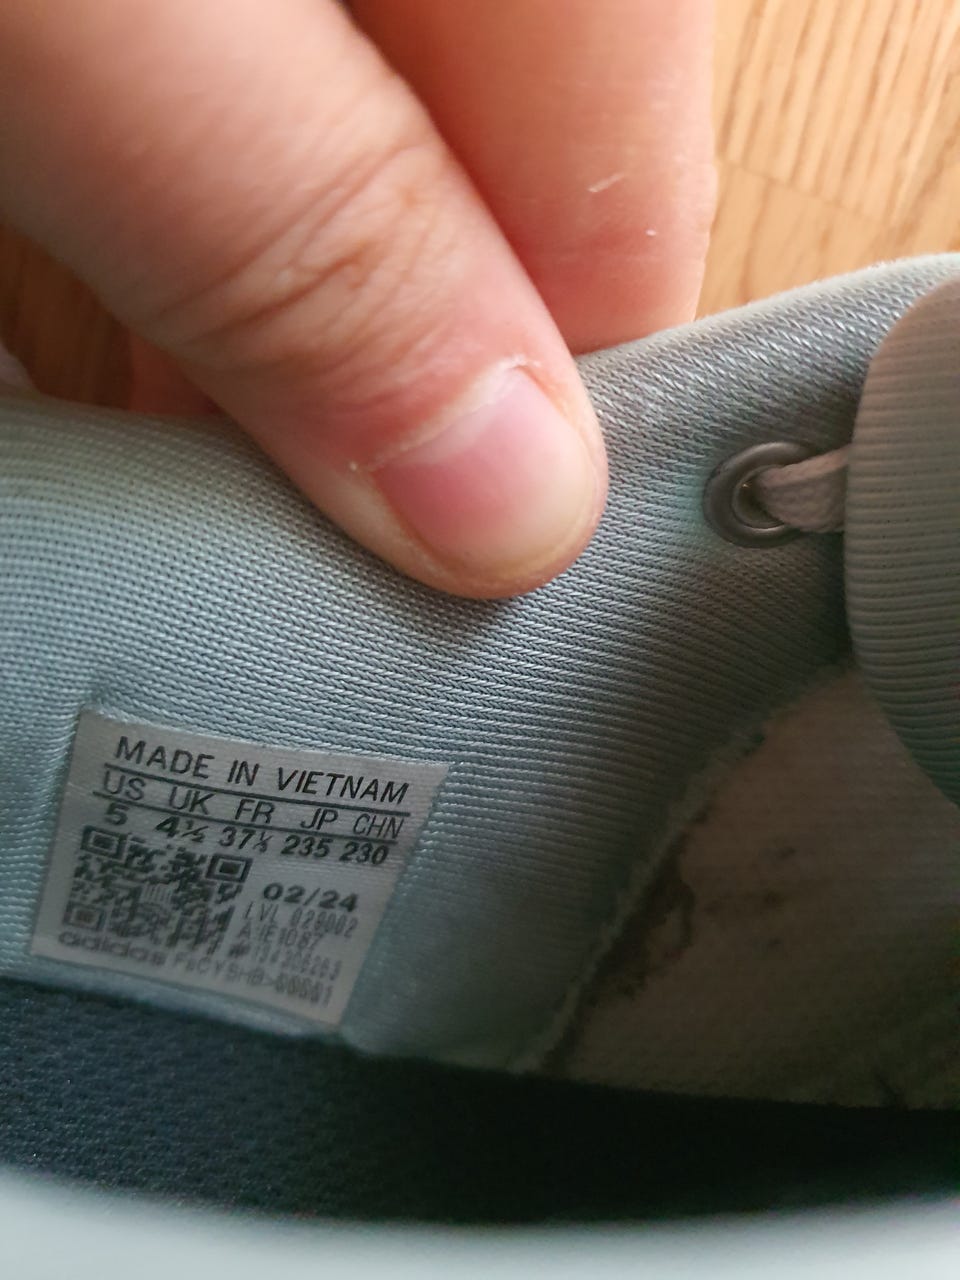 MADE IN VIETNAM
US UK FR JP CHN
5 4½ 37⅓ 235 230
02/24
LVL 029002
adidas